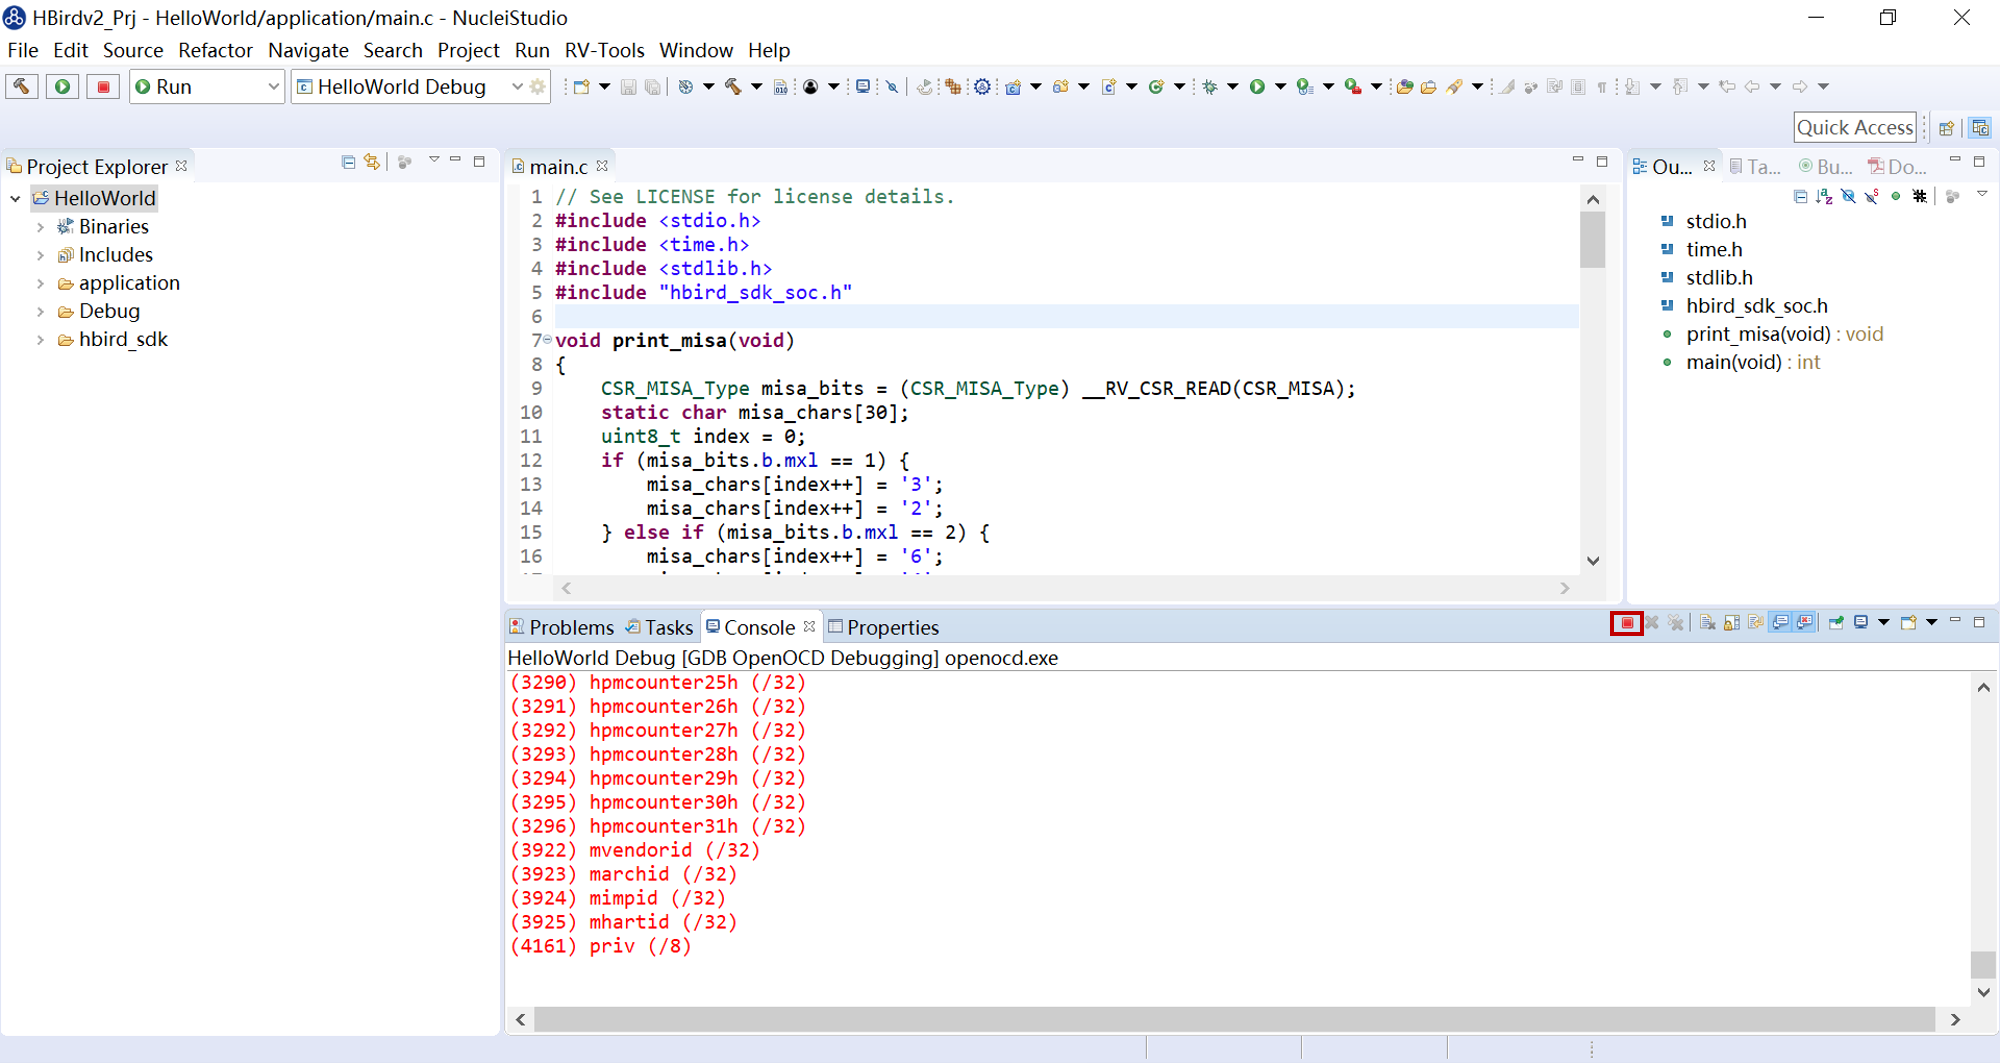 HBirdv2_Prj - HelloWorld/application/main.c - NucleiStudio
File Edit Source Refactor Navigate Search Project Run RV-Tools Window Help
Run HelloWorld Debug
Quick Access
Project Explorer
HelloWorld
Binaries
Includes
application
Debug
hbird_sdk
main.c
1 // See LICENSE for license details.
2 #include <stdio.h>
3 #include <time.h>
4 #include <stdlib.h>
5 #include "hbird_sdk_soc.h"
6
7 void print_misa(void)
8 {
9 CSR_MISA_Type misa_bits = (CSR_MISA_Type) __RV_CSR_READ(CSR_MISA);
10 static char misa_chars[30];
11 uint8_t index = 0;
12 if (misa_bits.b.mxl == 1) {
13 misa_chars[index++] = '3';
14 misa_chars[index++] = '2';
15 } else if (misa_bits.b.mxl == 2) {
16 misa_chars[index++] = '6';
Ou... Ta... Bu... Do...
stdio.h
time.h
stdlib.h
hbird_sdk_soc.h
print_misa(void) : void
main(void) : int
Problems Tasks Console Properties
HelloWorld Debug [GDB OpenOCD Debugging] openocd.exe
(3290) hpmcounter25h (/32)
(3291) hpmcounter26h (/32)
(3292) hpmcounter27h (/32)
(3293) hpmcounter28h (/32)
(3294) hpmcounter29h (/32)
(3295) hpmcounter30h (/32)
(3296) hpmcounter31h (/32)
(3922) mvendorid (/32)
(3923) marchid (/32)
(3924) mimpid (/32)
(3925) mhartid (/32)
(4161) priv (/8)